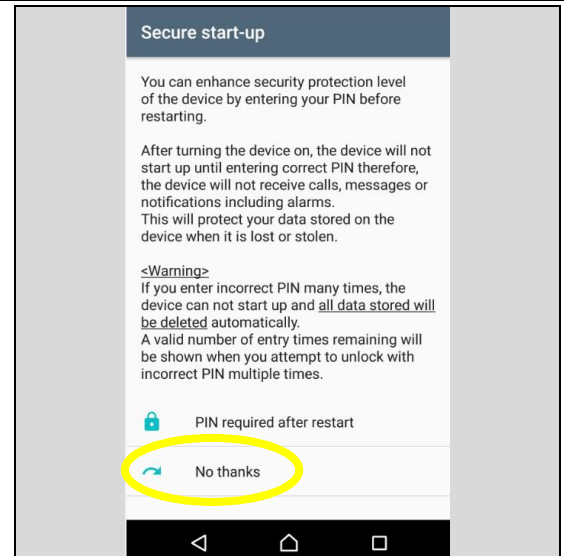 Secure start-up
You can enhance security protection level
of the device by entering your PIN before
restarting.
After turning the device on, the device will not
start up until entering correct PIN therefore,
the device will not receive calls, messages or
notifications including alarms.
This will protect your data stored on the
device when it is lost or stolen.
<Warning>
If you enter incorrect PIN many times, the
device can not start up and all data stored will
be deleted automatically.
A valid number of entry times remaining will
be shown when you attempt to unlock with
incorrect PIN multiple times.
PIN required after restart
No thanks